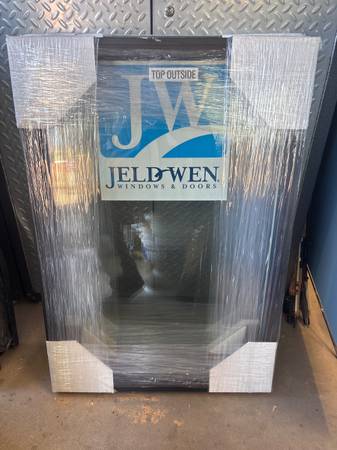 TOP OUTSIDE
JW
JELD-WEN
WINDOWS & DOORS